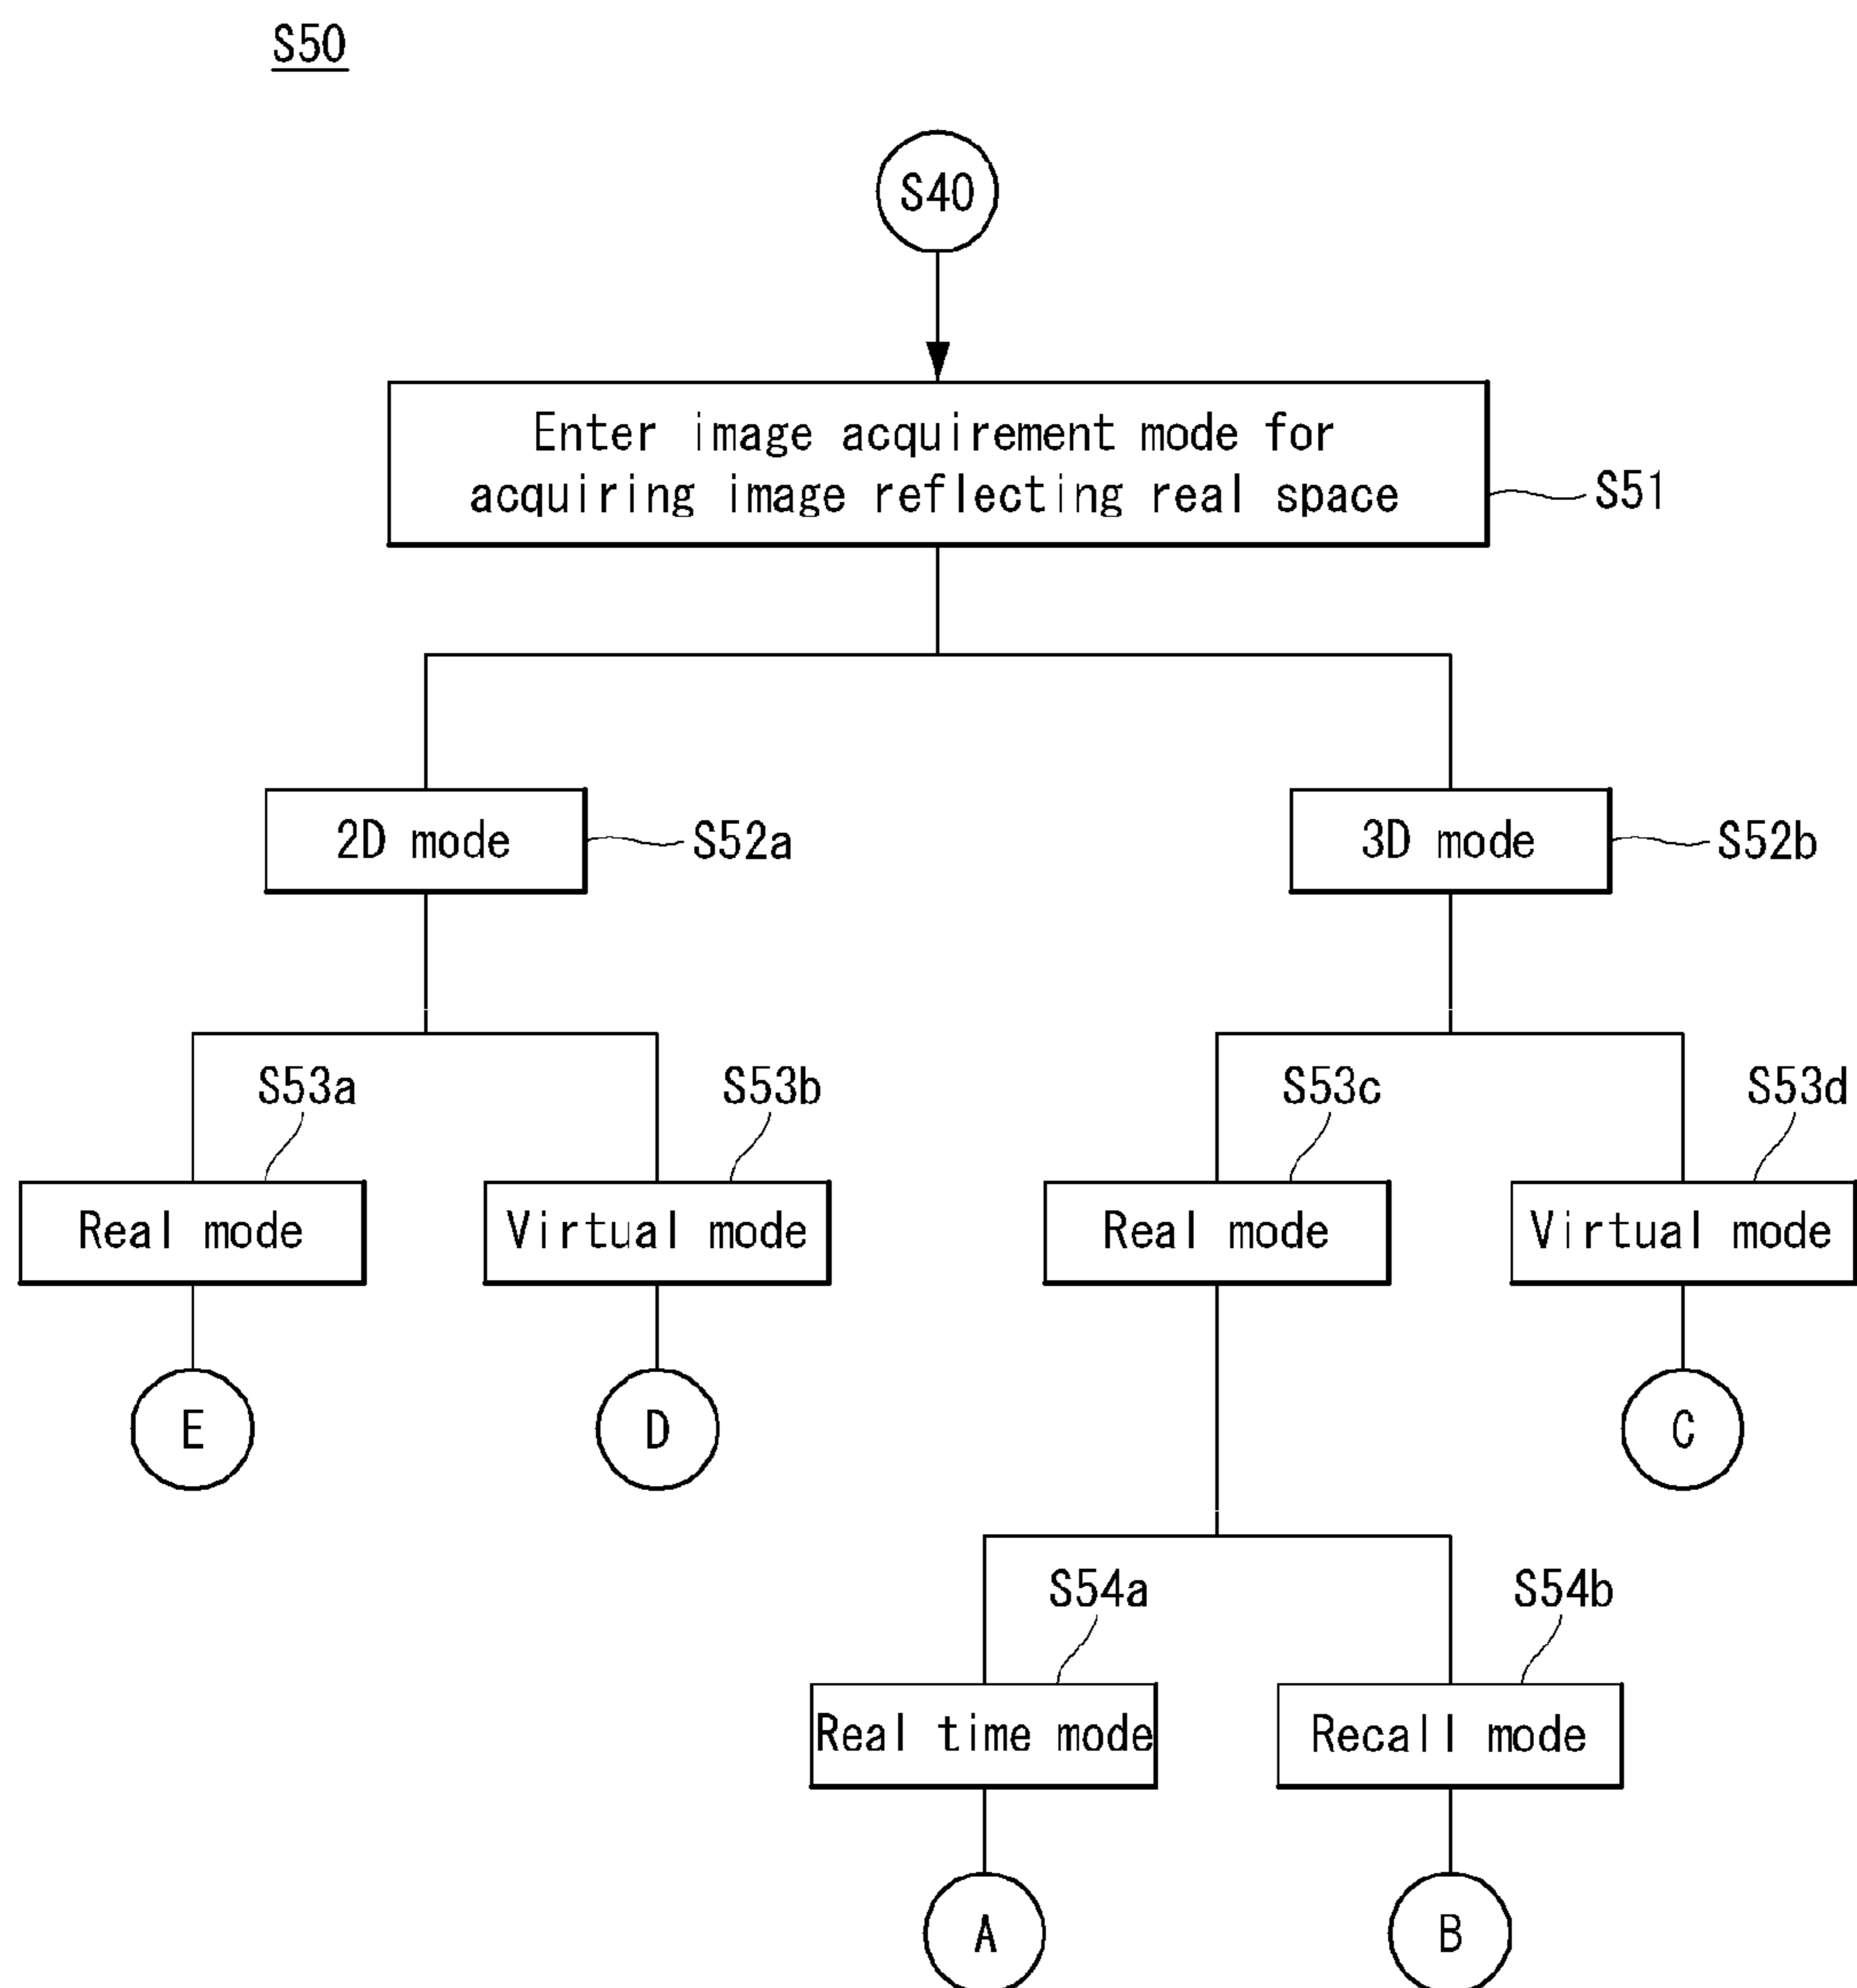 S50
S40
Enter image acquirement mode for
acquiring image reflecting real space
S51
2D mode
S52a
3D mode
S52b
S53a
S53b
S53c
S53d
Real mode
Virtual mode
Real mode
Virtual mode
E
D
C
S54a
S54b
Real time mode
Recall mode
A
B